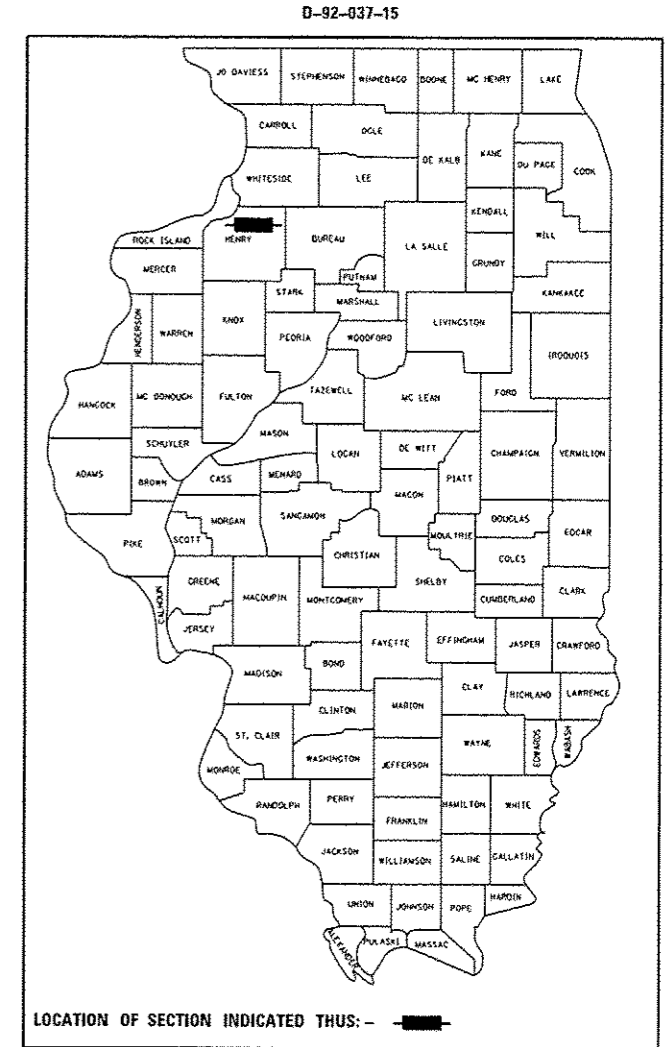 D-92-037-15
JO DAVIESS STEPHENSON WINNEBAGO BOONE MC HENRY LAKE
CARROLL OGLE DE KALB KANE DU PAGE COOK
WHITESIDE LEE
KENDALL WILL
ROCK ISLAND HENRY BUREAU LA SALLE GRUNDY
MERCER PUTNAM KANKAKEE
STARK MARSHALL
HENDERSON WARREN KNOX PEORIA WOODFORD LIVINGSTON IROQUOIS
HANCOCK MC DONOUGH FULTON TAZEWELL MC LEAN FORD
MASON
SCHUYLER LOGAN DE WITT CHAMPAIGN VERMILION
ADAMS BROWN CASS MENARD PIATT
MACON
PIKE SCOTT MORGAN SANGAMON MOULTRIE DOUGLAS EDGAR
CHRISTIAN COLES
CALHOUN GREENE MACOUPIN MONTGOMERY SHELBY CUMBERLAND CLARK
JERSEY
FAYETTE EFFINGHAM JASPER CRAWFORD
MADISON BOND
CLAY RICHLAND LAWRENCE
CLINTON MARION
ST. CLAIR WAYNE EDWARDS WABASH
WASHINGTON JEFFERSON
MONROE
RANDOLPH PERRY HAMILTON WHITE
FRANKLIN
JACKSON WILLIAMSON SALINE GALLATIN
UNION JOHNSON POPE HARDIN
ALEXANDER PULASKI MASSAC
LOCATION OF SECTION INDICATED THUS: -